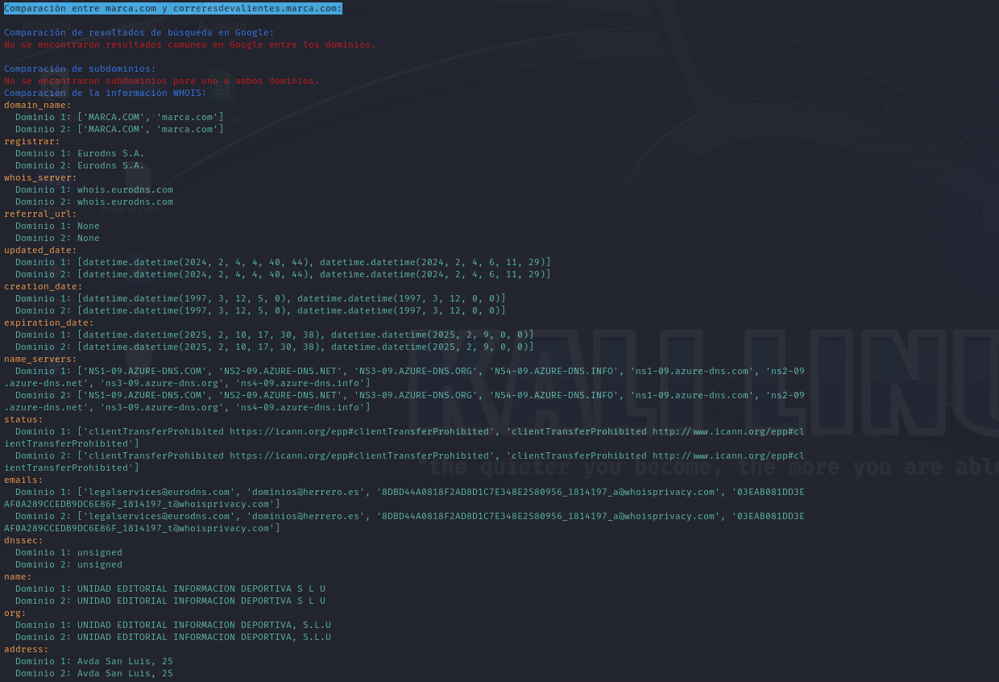 Comparación entre marca.com y correresdevalientes.marca.com:
Comparación de resultados de búsqueda en Google:
No se encontraron resultados comunes en Google entre los dominios.
Comparación de subdominios:
No se encontraron subdominios para uno o ambos dominios.
Comparación de la información WHOIS:
domain_name:
Dominio 1: ['MARCA.COM', 'marca.com']
Dominio 2: ['MARCA.COM', 'marca.com']
registrar:
Dominio 1: Eurodns S.A.
Dominio 2: Eurodns S.A.
whois_server:
Dominio 1: whois.eurodns.com
Dominio 2: whois.eurodns.com
referral_url:
Dominio 1: None
Dominio 2: None
updated_date:
Dominio 1: [datetime.datetime(2024, 2, 4, 4, 40, 44), datetime.datetime(2024, 2, 4, 6, 11, 29)]
Dominio 2: [datetime.datetime(2024, 2, 4, 4, 40, 44), datetime.datetime(2024, 2, 4, 6, 11, 29)]
creation_date:
Dominio 1: [datetime.datetime(1997, 3, 12, 5, 0), datetime.datetime(1997, 3, 12, 0, 0)]
Dominio 2: [datetime.datetime(1997, 3, 12, 5, 0), datetime.datetime(1997, 3, 12, 0, 0)]
expiration_date:
Dominio 1: [datetime.datetime(2025, 2, 10, 17, 30, 38), datetime.datetime(2025, 2, 9, 0, 0)]
Dominio 2: [datetime.datetime(2025, 2, 10, 17, 30, 38), datetime.datetime(2025, 2, 9, 0, 0)]
name_servers:
Dominio 1: ['NS1-09.AZURE-DNS.COM', 'NS2-09.AZURE-DNS.NET', 'NS3-09.AZURE-DNS.ORG', 'NS4-09.AZURE-DNS.INFO', 'ns1-09.azure-dns.com', 'ns2-09
.azure-dns.net', 'ns3-09.azure-dns.org', 'ns4-09.azure-dns.info']
Dominio 2: ['NS1-09.AZURE-DNS.COM', 'NS2-09.AZURE-DNS.NET', 'NS3-09.AZURE-DNS.ORG', 'NS4-09.AZURE-DNS.INFO', 'ns1-09.azure-dns.com', 'ns2-09
.azure-dns.net', 'ns3-09.azure-dns.org', 'ns4-09.azure-dns.info']
KALI LINU
status:
Dominio 1: ['clientTransferProhibited https://icann.org/epp#clientTransferProhibited', 'clientTransferProhibited http://www.icann.org/epp#cl
ientTransferProhibited']
Dominio 2: ['clientTransferProhibited https://icann.org/epp#clientTransferProhibited', 'clientTransferProhibited http://www.icann.org/epp#cl
ientTransferProhibited']
"the quieter you become, the more you are able
emails:
Dominio 1: ['legalservices@eurodns.com', 'dominios@herrero.es', '8DBD44A0818F2AD8D1C7E348E2580956_1814197_a@whoisprivacy.com', '03EAB081DD3E
AF0A289CCEDB9DC6E86F_1814197_t@whoisprivacy.com']
Dominio 2: ['legalservices@eurodns.com', 'dominios@herrero.es', '8DBD44A0818F2AD8D1C7E348E2580956_1814197_a@whoisprivacy.com', '03EAB081DD3E
AF0A289CCEDB9DC6E86F_1814197_t@whoisprivacy.com']
dnssec:
Dominio 1: unsigned
Dominio 2: unsigned
name:
Dominio 1: UNIDAD EDITORIAL INFORMACION DEPORTIVA S L U
Dominio 2: UNIDAD EDITORIAL INFORMACION DEPORTIVA S L U
org:
Dominio 1: UNIDAD EDITORIAL INFORMACION DEPORTIVA, S.L.U
Dominio 2: UNIDAD EDITORIAL INFORMACION DEPORTIVA, S.L.U
address:
Dominio 1: Avda San Luis, 25
Dominio 2: Avda San Luis, 25